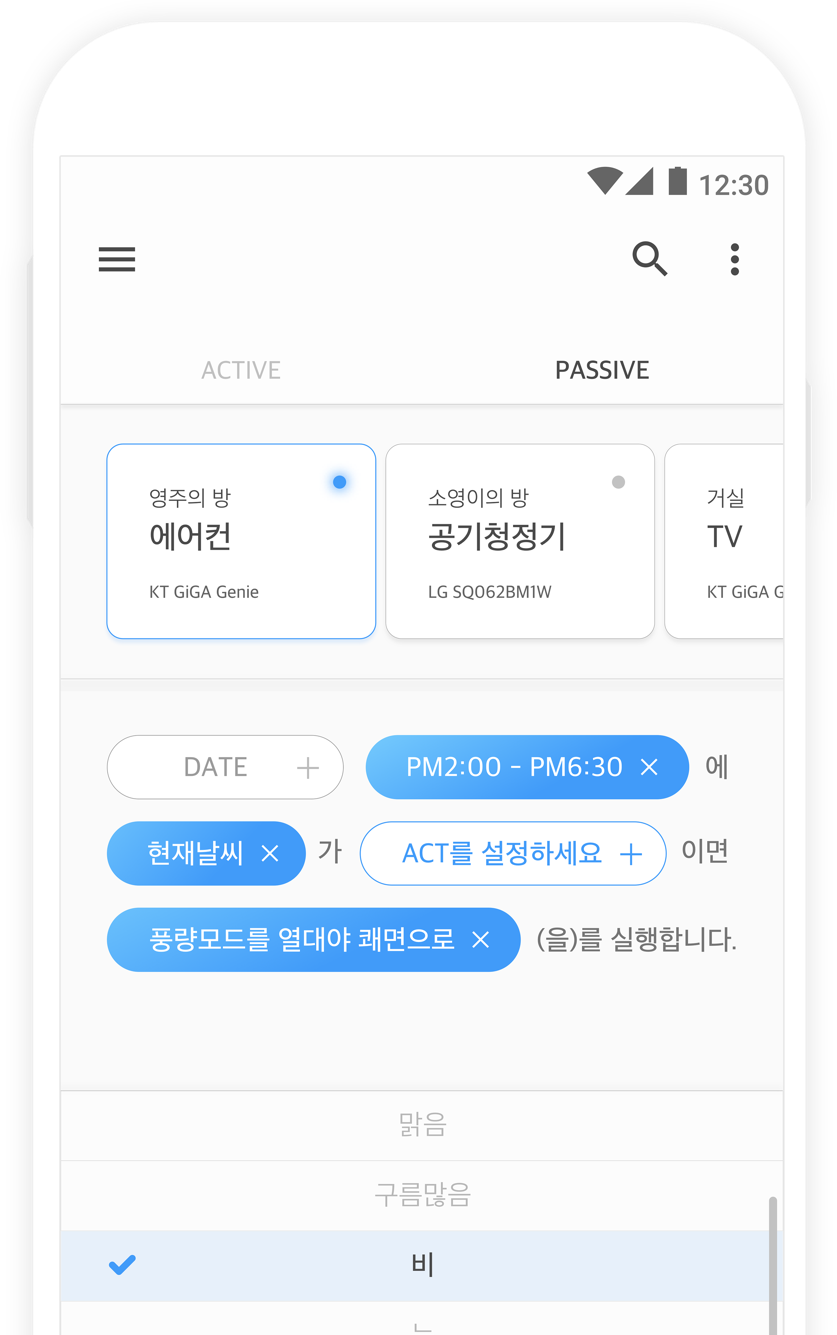 12:30
ACTIVE PASSIVE
영주의 방
에어컨
KT GiGA Genie
소영이의 방
공기청정기
LG SQ062BM1W
거실
TV
KT GiGA G
DATE + PM2:00 - PM6:30 × 에
현재날씨 × 가 ACT를 설정하세요 + 이면
풍량모드를 열대야 쾌면으로 × (을)를 실행합니다.
맑음
구름많음
비